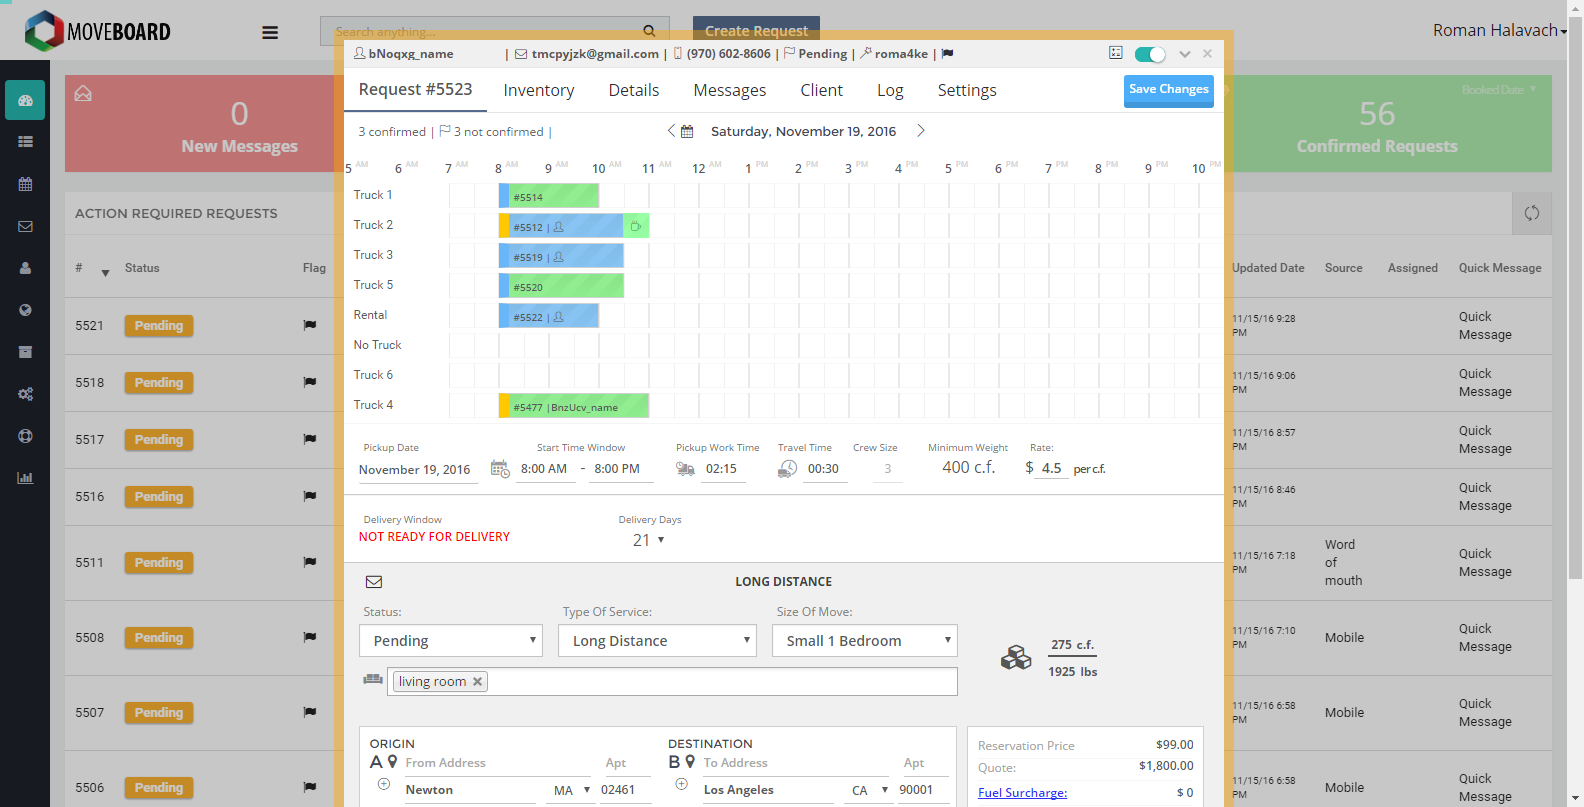 MOVEBOARD
Search anything...
Create Request
Roman Halavach
bNoqxg_name | tmcpyjzk@gmail.com | (970) 602-8606 | Pending | roma4ke |
Request #5523 Inventory Details Messages Client Log Settings Save Changes
0
New Messages
Booked Date
56
Confirmed Requests
3 confirmed | 3 not confirmed |
Saturday, November 19, 2016
5 AM 6 AM 7 AM 8 AM 9 AM 10 AM 11 AM 12 AM 1 PM 2 PM 3 PM 4 PM 5 PM 6 PM 7 PM 8 PM 9 PM 10 PM
Truck 1 #5514
Truck 2 #5512 |
Truck 3 #5519 |
Truck 5 #5520
Rental #5522 |
No Truck
Truck 6
Truck 4 #5477 |BnzUcv_name
Pickup Date Start Time Window Pickup Work Time Travel Time Crew Size Minimum Weight Rate:
November 19, 2016 8:00 AM - 8:00 PM 02:15 00:30 3 400 c.f. $ 4.5 per c.f.
Delivery Window Delivery Days
NOT READY FOR DELIVERY 21
LONG DISTANCE
Status: Type Of Service: Size Of Move:
Pending Long Distance Small 1 Bedroom
275 c.f.
1925 lbs
living room
ORIGIN DESTINATION
A From Address Apt B To Address Apt
Newton MA 02461 Los Angeles CA 90001
Reservation Price $99.00
Quote: $1,800.00
Fuel Surcharge: $ 0
ACTION REQUIRED REQUESTS
# Status Flag Updated Date Source Assigned Quick Message
5521 Pending 11/15/16 9:28 PM Quick Message
5518 Pending 11/15/16 9:06 PM Quick Message
5517 Pending 11/15/16 8:57 PM Quick Message
5516 Pending 11/15/16 8:46 PM Quick Message
5511 Pending 11/15/16 7:18 PM Word of mouth Quick Message
5508 Pending 11/15/16 7:10 PM Mobile Quick Message
5507 Pending 11/15/16 6:58 PM Mobile Quick Message
5506 Pending 11/15/16 6:58 PM Mobile Quick Message